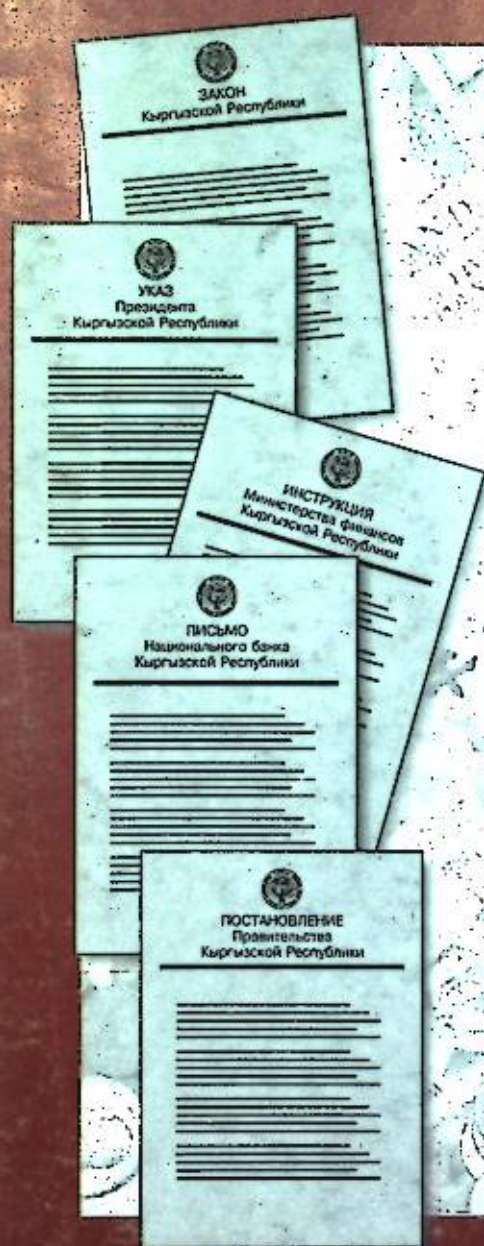 ЗАКОН
Кыргызской Республики
УКАЗ
Президента
Кыргызской Республики
ИНСТРУКЦИЯ
Министерства финансов
Кыргызской Республики
ПИСЬМО
Национального банка
Кыргызской Республики
ПОСТАНОВЛЕНИЕ
Правительства
Кыргызской Республики